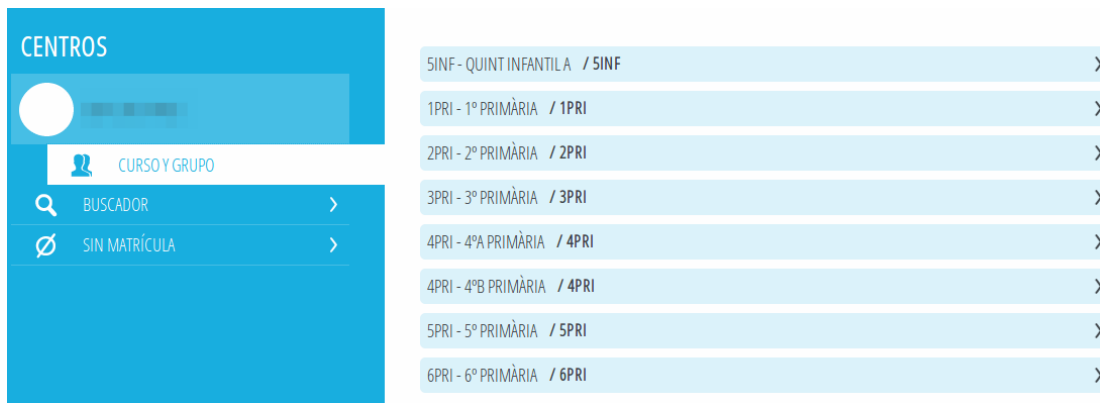 CENTROS
CURSO Y GRUPO
BUSCADOR
SIN MATRÍCULA
5INF - QUINT INFANTIL A / 5INF
1PRI - 1º PRIMÀRIA / 1PRI
2PRI - 2º PRIMÀRIA / 2PRI
3PRI - 3º PRIMÀRIA / 3PRI
4PRI - 4ºA PRIMÀRIA / 4PRI
4PRI - 4ºB PRIMÀRIA / 4PRI
5PRI - 5º PRIMÀRIA / 5PRI
6PRI - 6º PRIMÀRIA / 6PRI